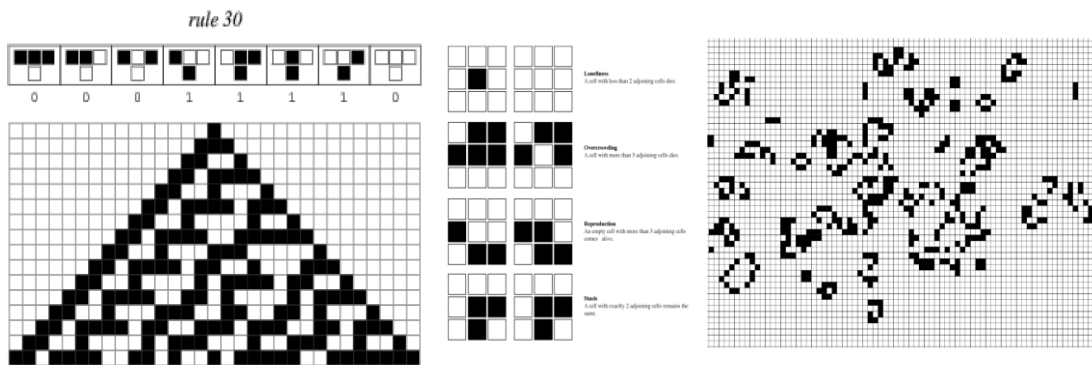 rule 30
0 0 0 1 1 1 1 0
Loneliness
A cell with less than 2 adjoining cells dies.
Overcrowding
A cell with more than 3 adjoining cells dies.
Reproduction
An empty cell with more than 3 adjoining cells
comes alive.
Stasis
A cell with exactly 2 adjoining cells remains the
same.